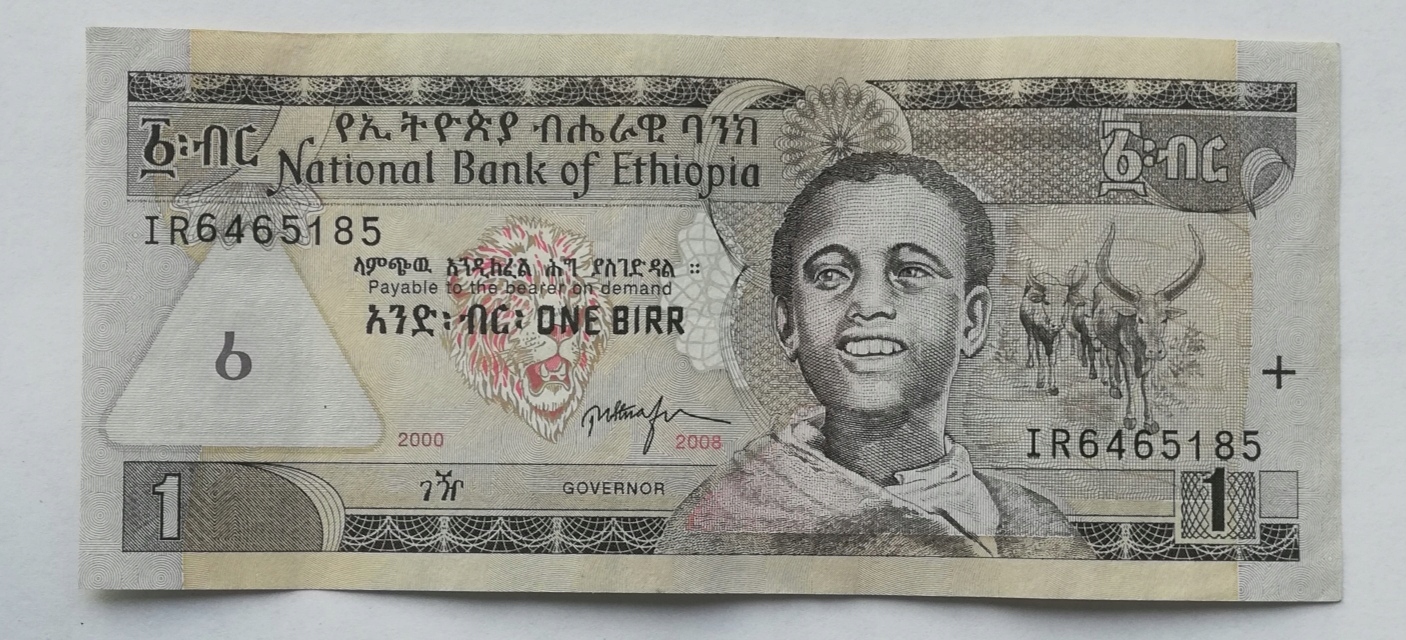 ፩፡ብር
የኢትዮጵያ ብሔራዊ ባንክ
፩፡ብር
National Bank of Ethiopia
IR6465185
ላምጭዉ እንዲከፈል ሕግ ያስገድዳል ።
Payable to the bearer on demand
አንድ፡ ብር፡ ONE BIRR
2000
2008
IR6465185
1
ገዥ
GOVERNOR
1